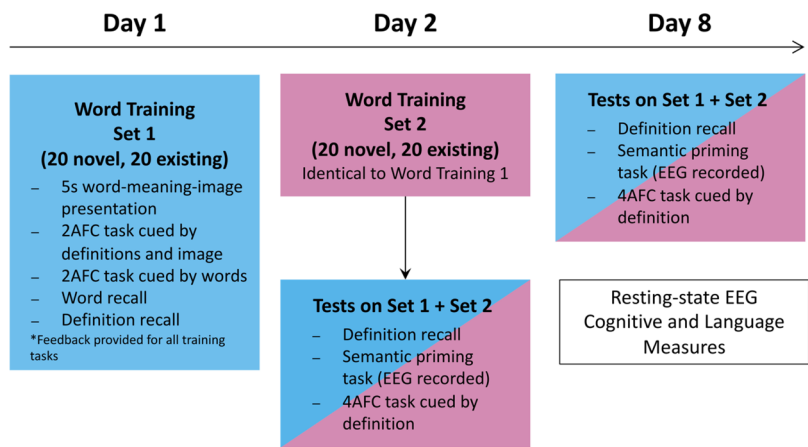 Day 1
Day 2
Day 8
Word Training
Set 1
(20 novel, 20 existing)
– 5s word-meaning-image
presentation
– 2AFC task cued by
definitions and image
– 2AFC task cued by words
– Word recall
– Definition recall
*Feedback provided for all training
tasks
Word Training
Set 2
(20 novel, 20 existing)
Identical to Word Training 1
Tests on Set 1 + Set 2
– Definition recall
– Semantic priming
task (EEG recorded)
– 4AFC task cued by
definition
Tests on Set 1 + Set 2
– Definition recall
– Semantic priming
task (EEG recorded)
– 4AFC task cued by
definition
Resting-state EEG
Cognitive and Language
Measures